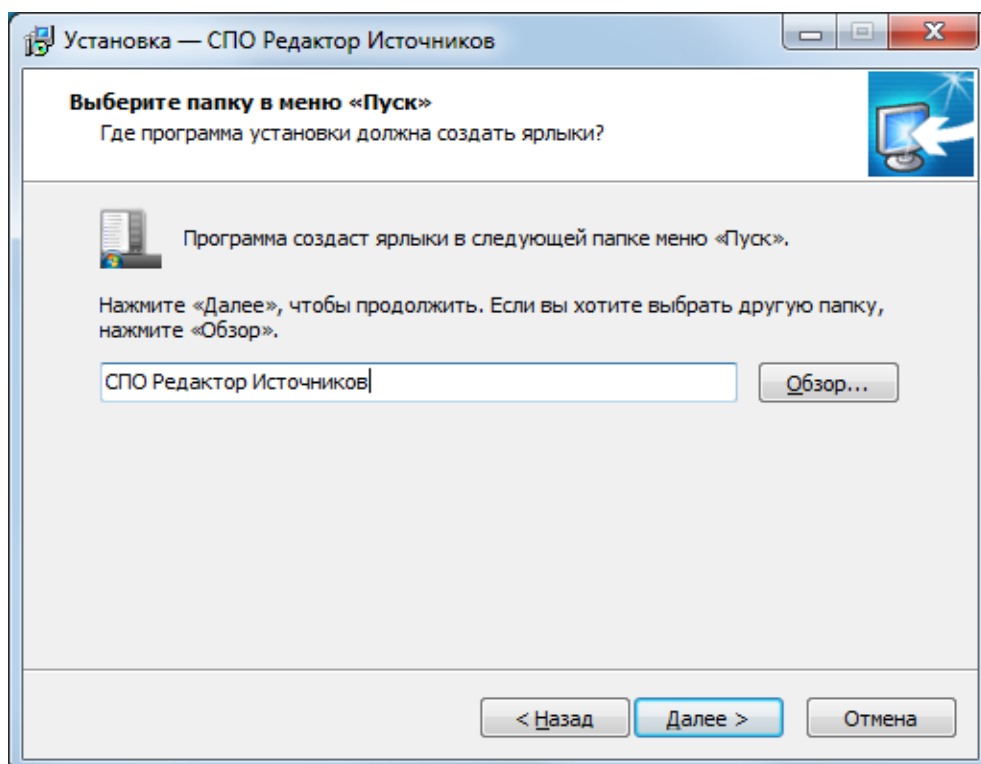 Установка — СПО Редактор Источников
Выберите папку в меню «Пуск»
Где программа установки должна создать ярлыки?
Программа создаст ярлыки в следующей папке меню «Пуск».
Нажмите «Далее», чтобы продолжить. Если вы хотите выбрать другую папку,
нажмите «Обзор».
СПО Редактор Источников
Обзор...
< Назад
Далее >
Отмена